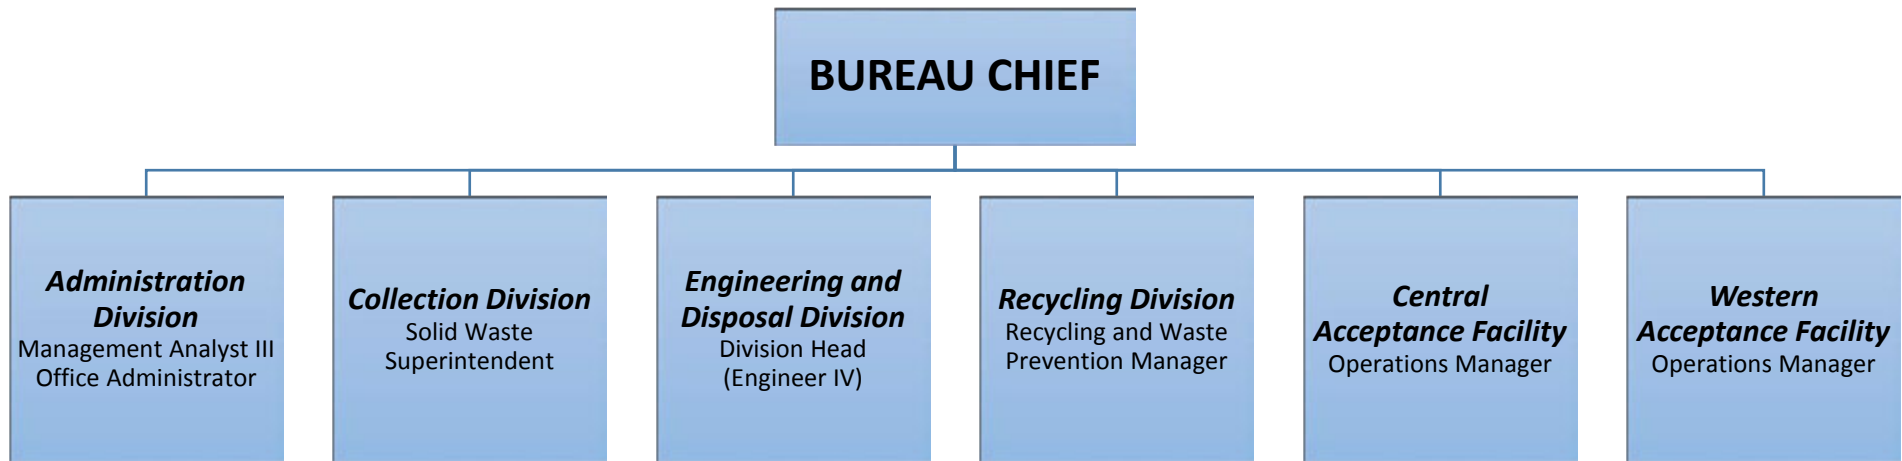 BUREAU CHIEF
Administration
Division
Management Analyst III
Office Administrator
Collection Division
Solid Waste
Superintendent
Engineering and
Disposal Division
Division Head
(Engineer IV)
Recycling Division
Recycling and Waste
Prevention Manager
Central
Acceptance Facility
Operations Manager
Western
Acceptance Facility
Operations Manager